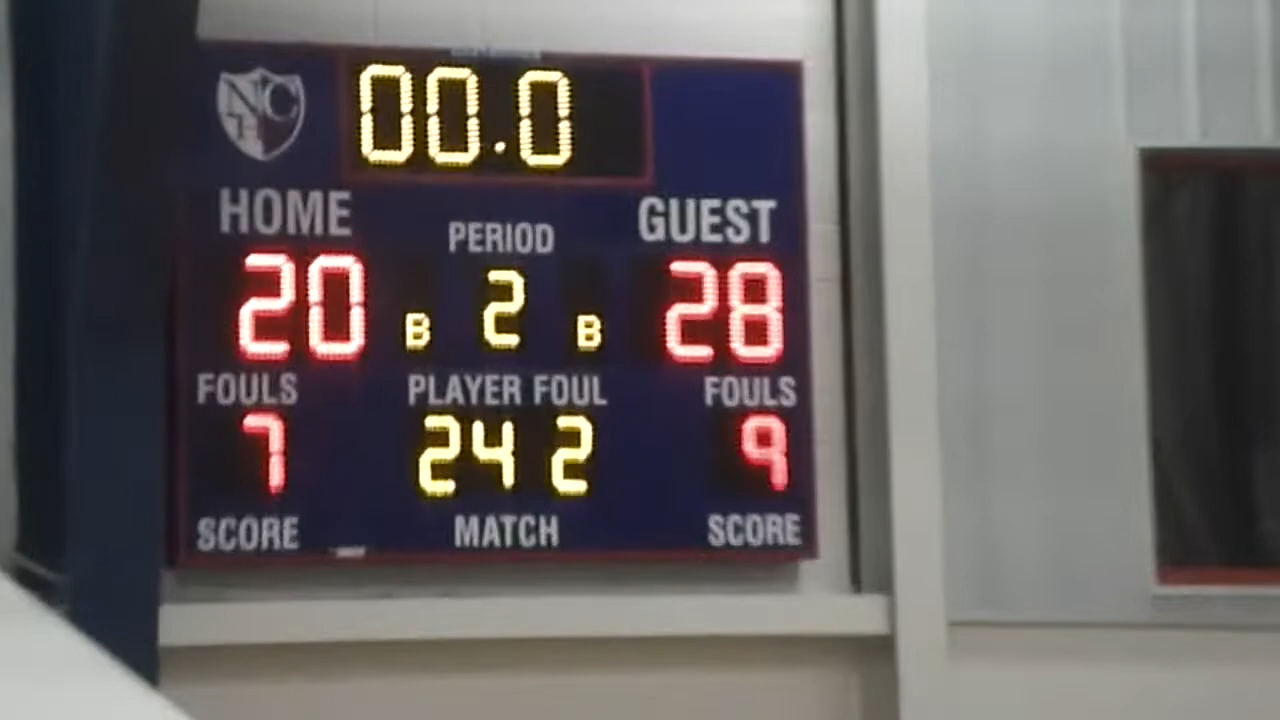 NC
00.0
HOME PERIOD GUEST
20 B 2 B 28
FOULS PLAYER FOUL FOULS
7 24 2 9
SCORE MATCH SCORE